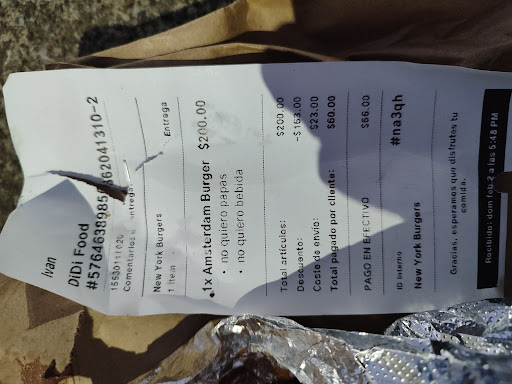 Ivan
DiDi Food
Comentarios
entrega:
New York Burgers
1 Item
Entrega
1x Amsterdam Burger $200.00
• no quiero papas
• no quiero bebida
Total artículos: $200.00
Descuento: -$163.00
Costo de envío: $23.00
Total pagado por cliente: $60.00
PAGO EN EFECTIVO $66.00
ID Interno #na3qh
New York Burgers
Gracias, esperamos que disfrutes tu
comida.
Recibido: dom feb 2 a las 5:48 PM